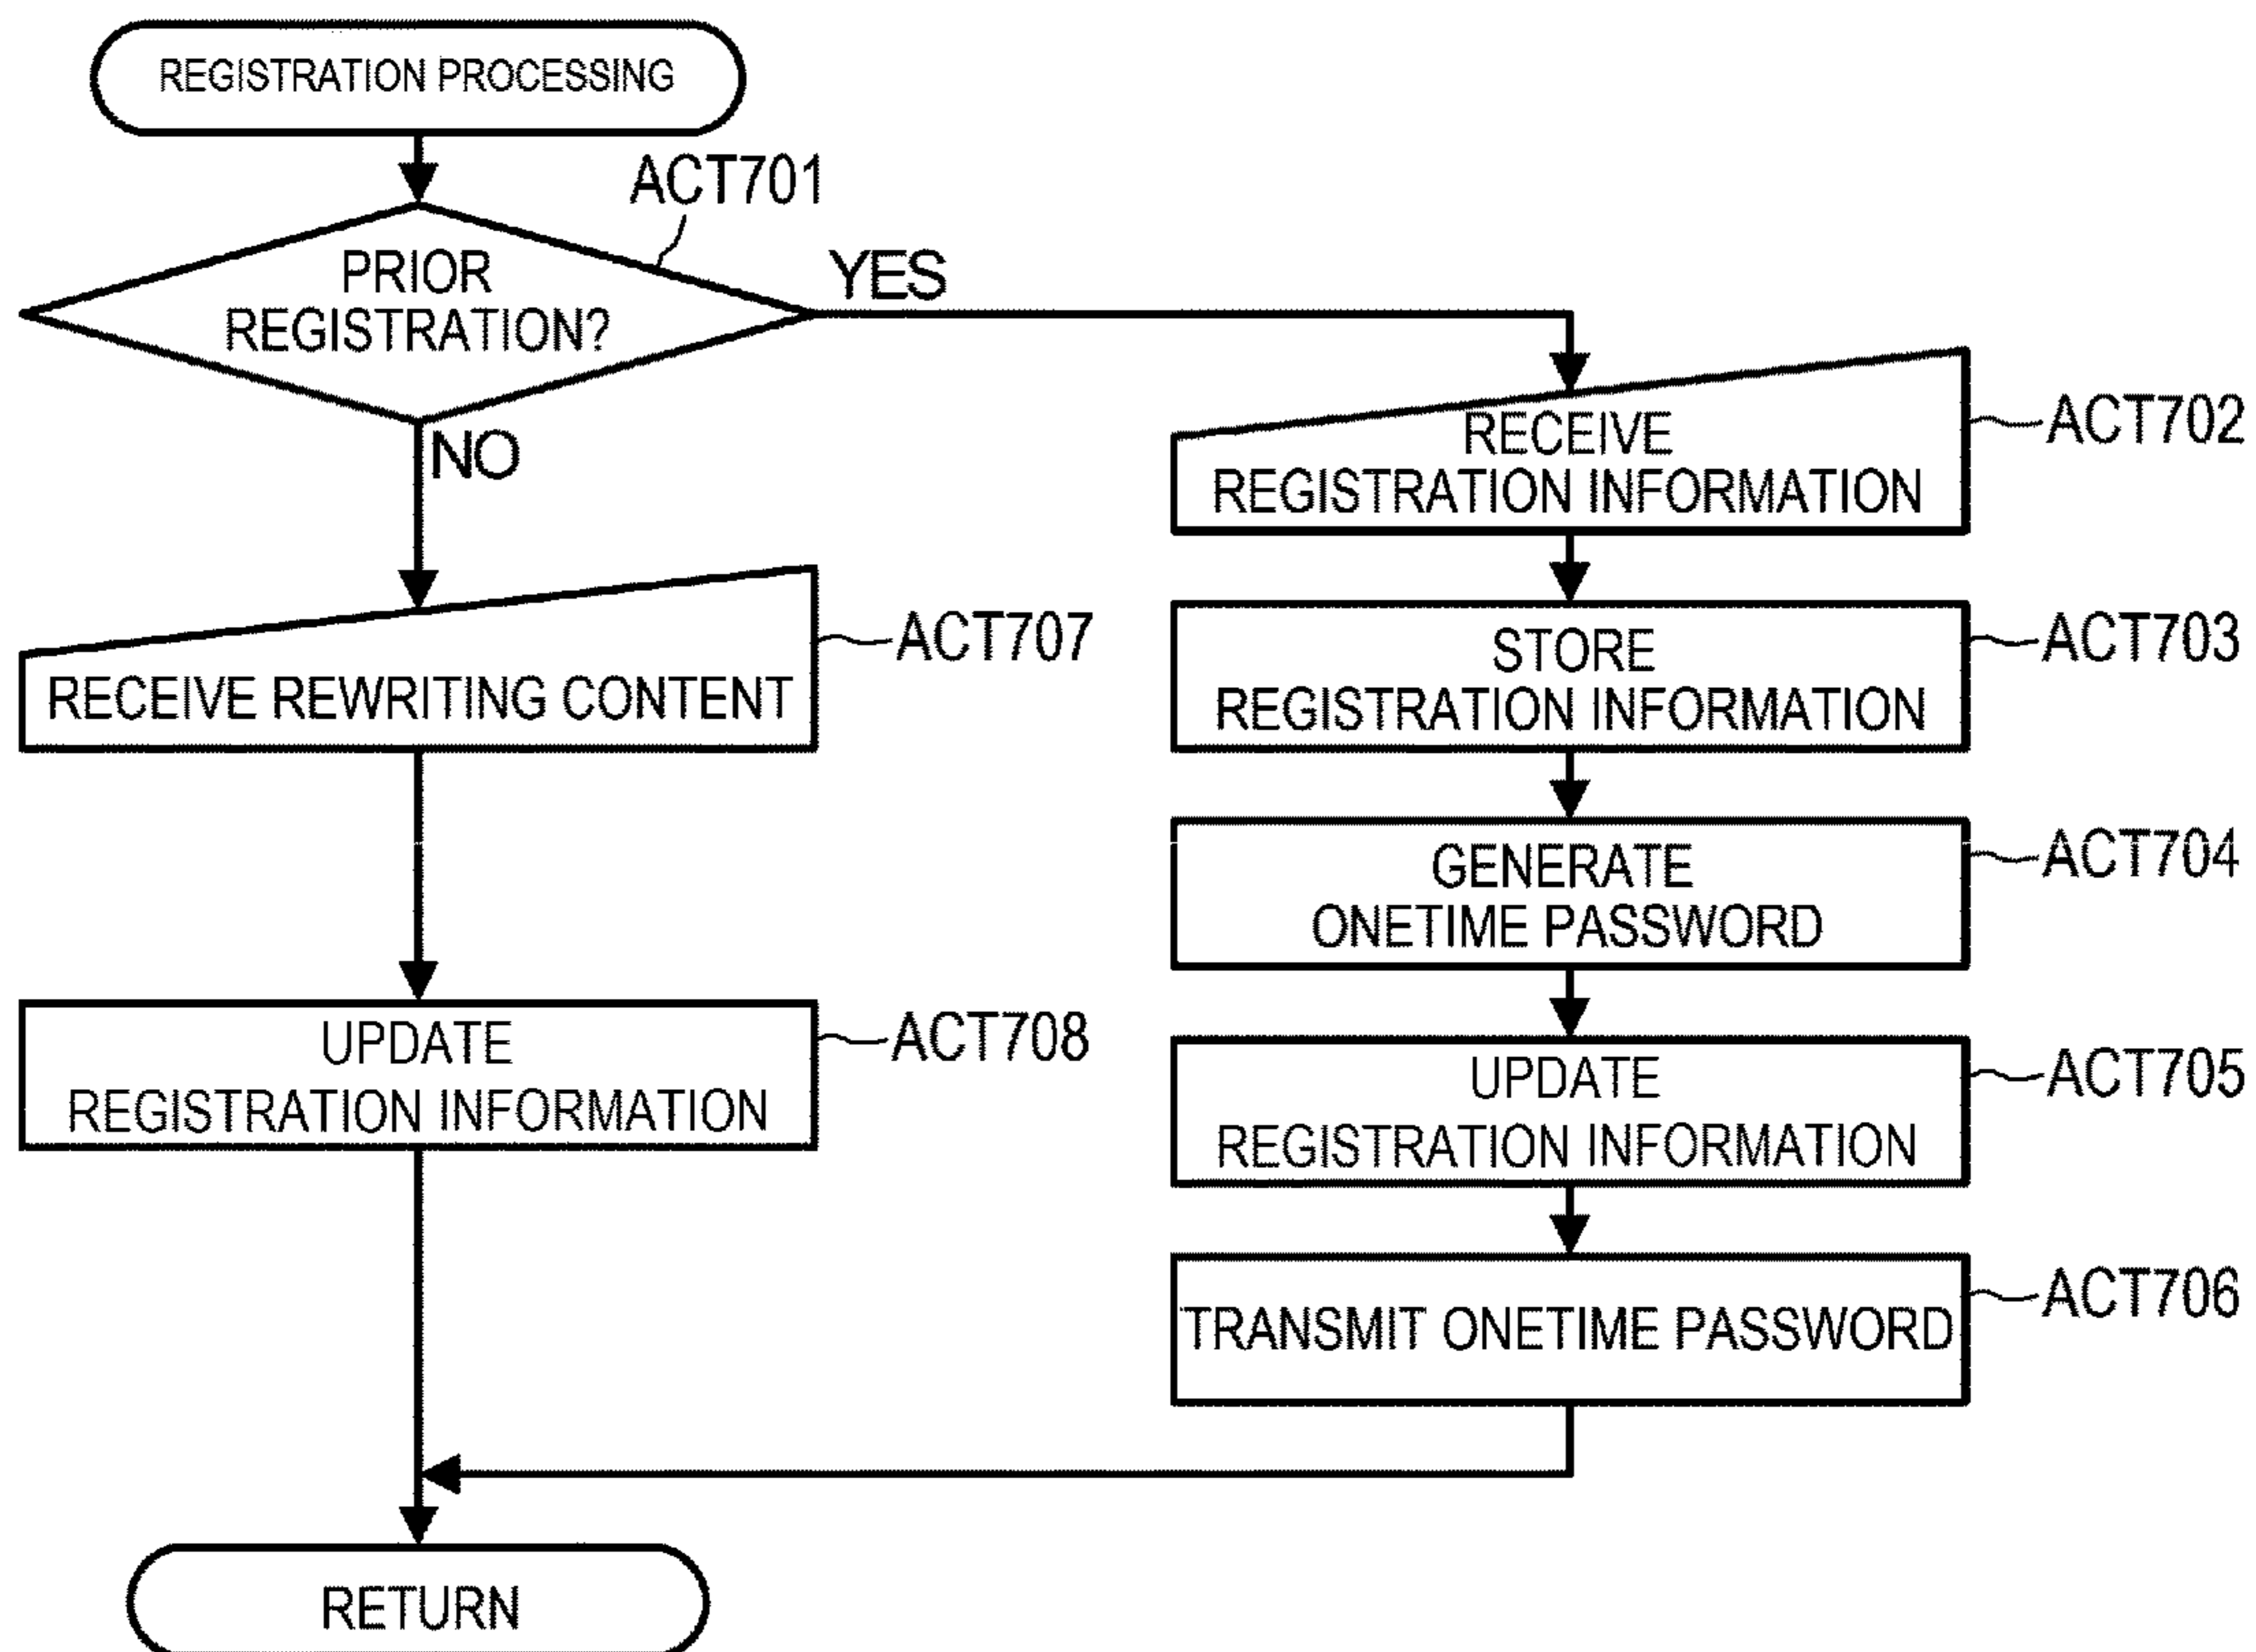 REGISTRATION PROCESSING
ACT701
PRIOR
REGISTRATION?
YES
NO
RECEIVE
REGISTRATION INFORMATION
ACT702
STORE
REGISTRATION INFORMATION
ACT703
GENERATE
ONETIME PASSWORD
ACT704
UPDATE
REGISTRATION INFORMATION
ACT705
TRANSMIT ONETIME PASSWORD
ACT706
RECEIVE REWRITING CONTENT
ACT707
UPDATE
REGISTRATION INFORMATION
ACT708
RETURN